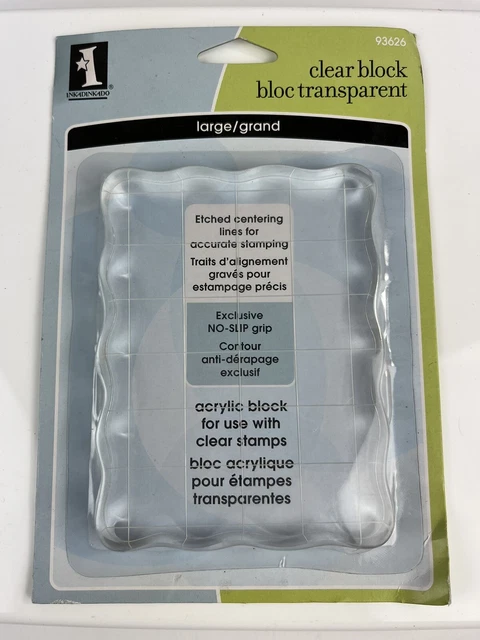 93626
INKADINKADO®
clear block
bloc transparent
large/grand
Etched centering
lines for
accurate stamping
Traits d'alignement
gravés pour
estampage précis
Exclusive
NO-SLIP grip
Contour
anti-dérapage
exclusif
acrylic block
for use with
clear stamps
bloc acrylique
pour étampes
transparentes